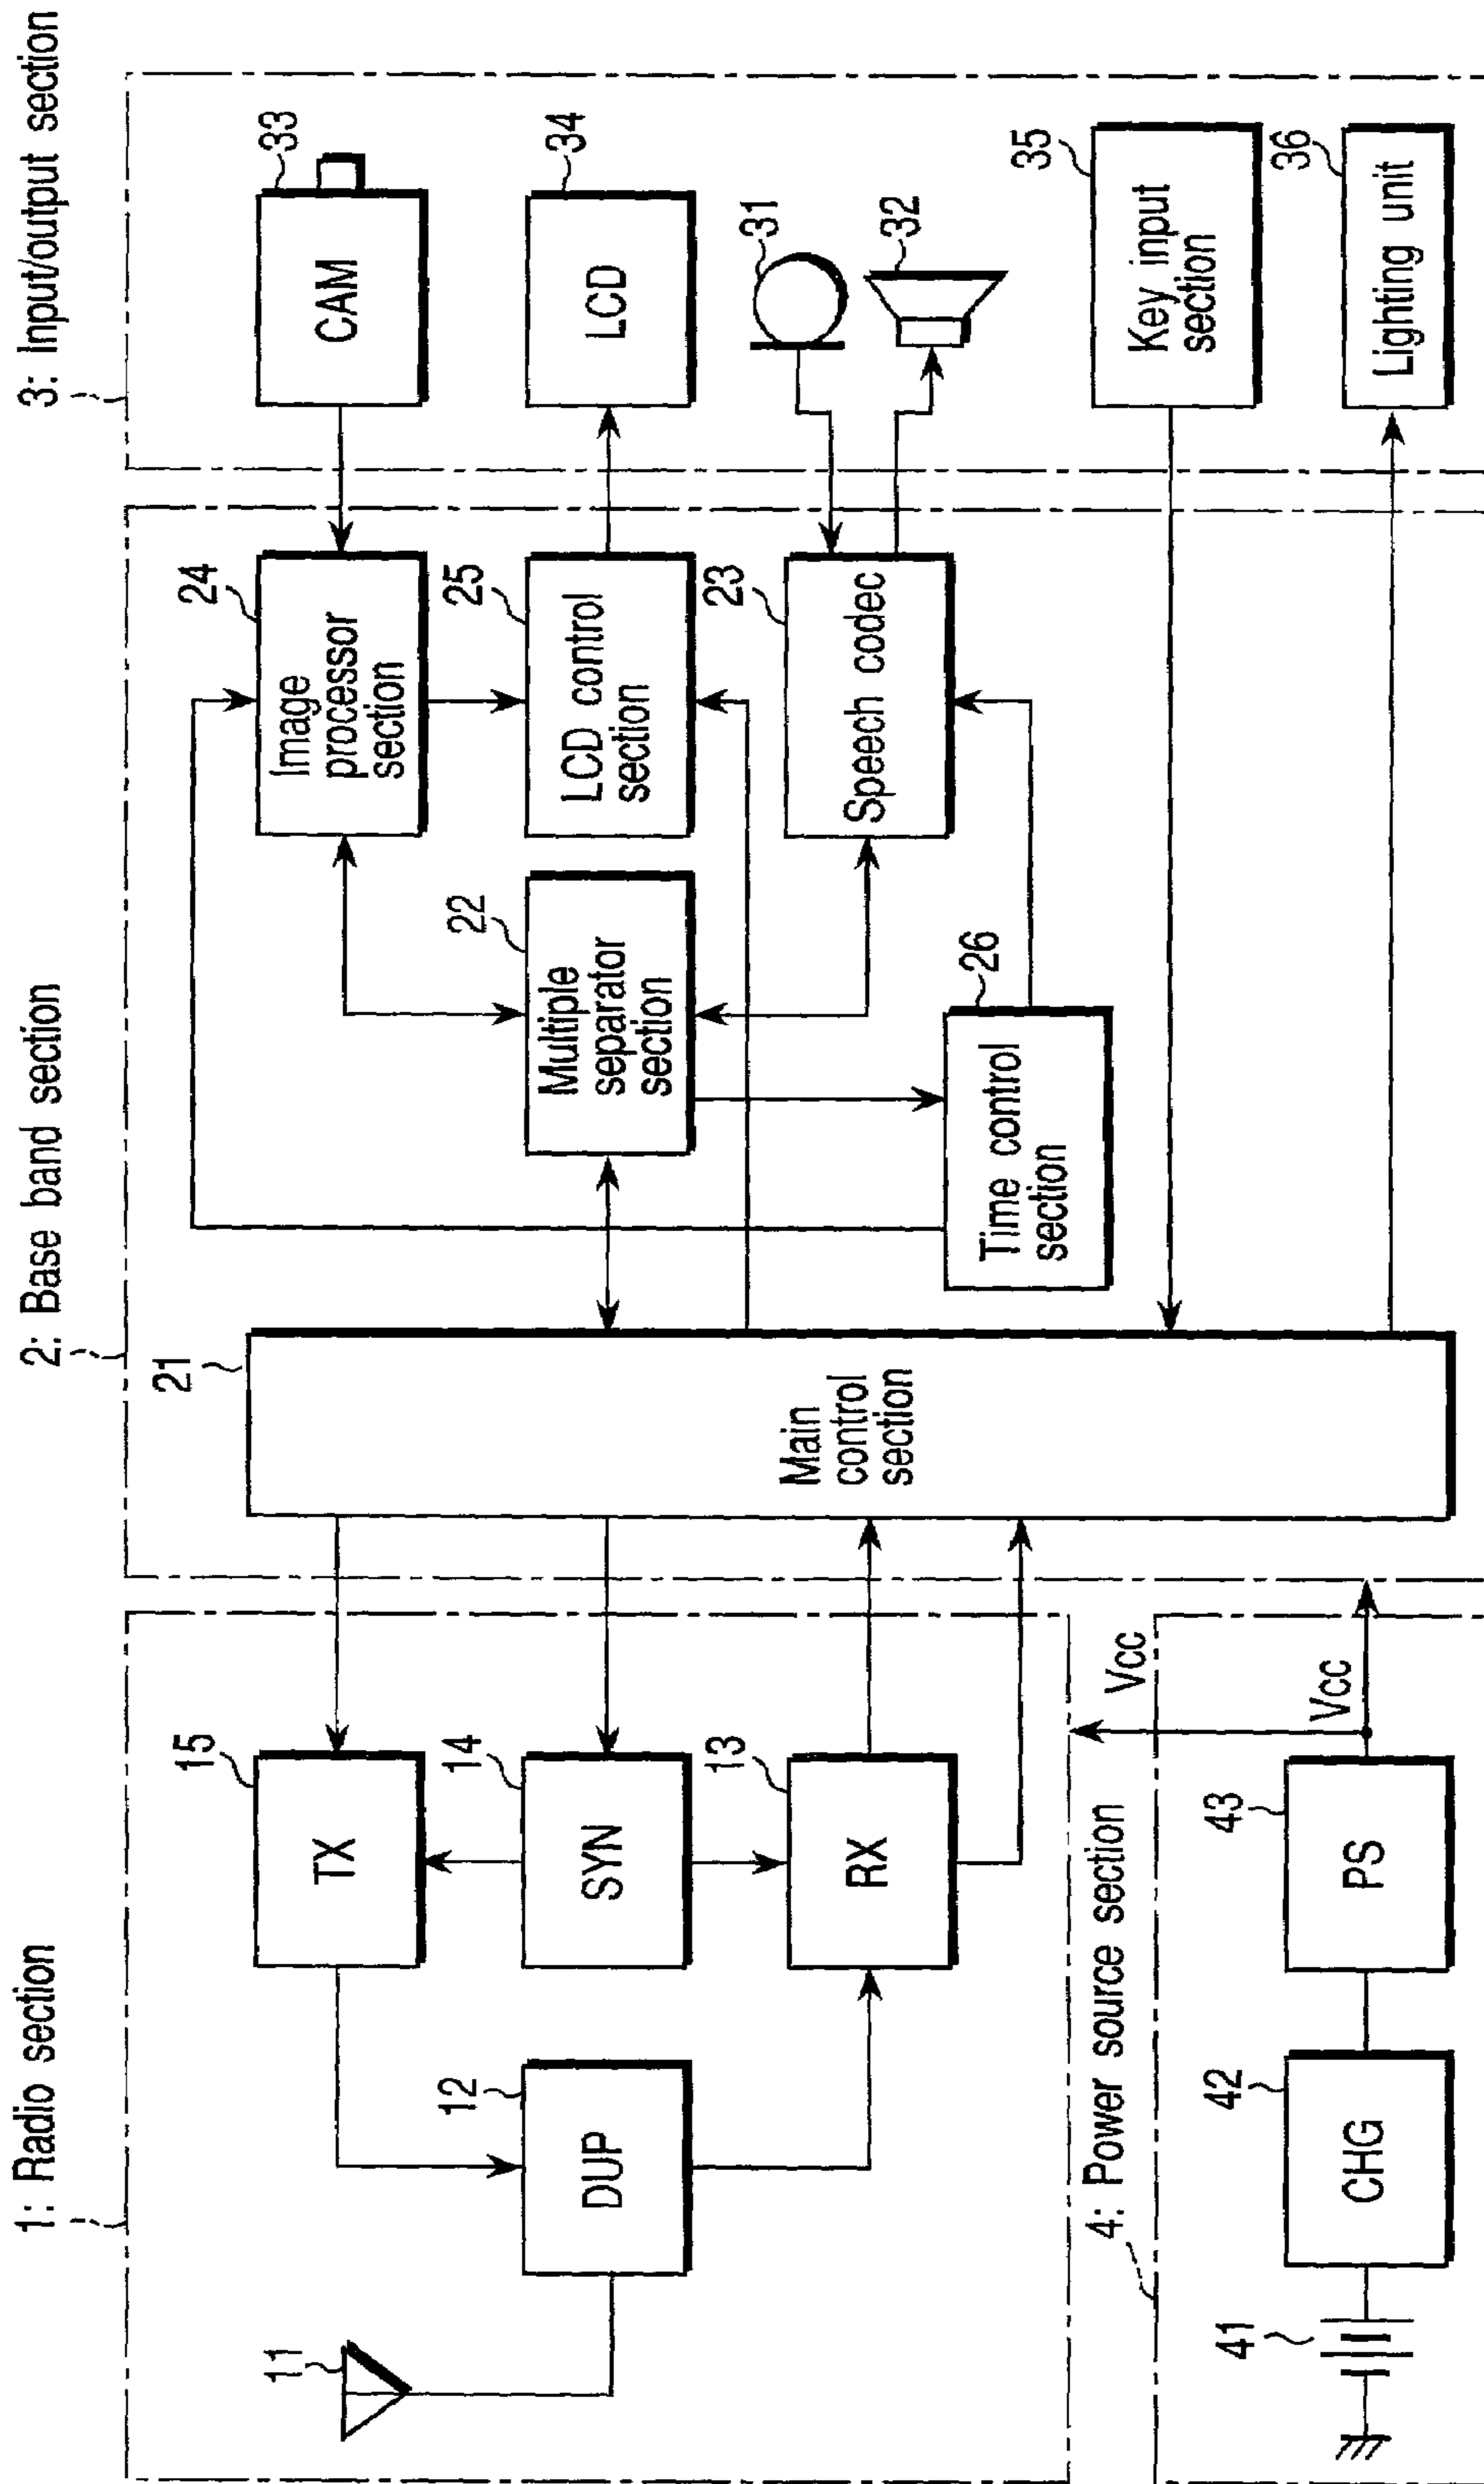 1: Radio section
11
12
DUP
15
TX
14
SYN
13
RX
2: Base band section
21
Main
control
section
22
Multiple
separator
section
24
Image
processor
section
25
LCD control
section
23
Speech codec
26
Time control
section
3: Input/output section
33
CAM
34
LCD
31
32
35
Key input
section
36
Lighting unit
4: Power source section
41
42
CHG
43
PS
Vcc
Vcc